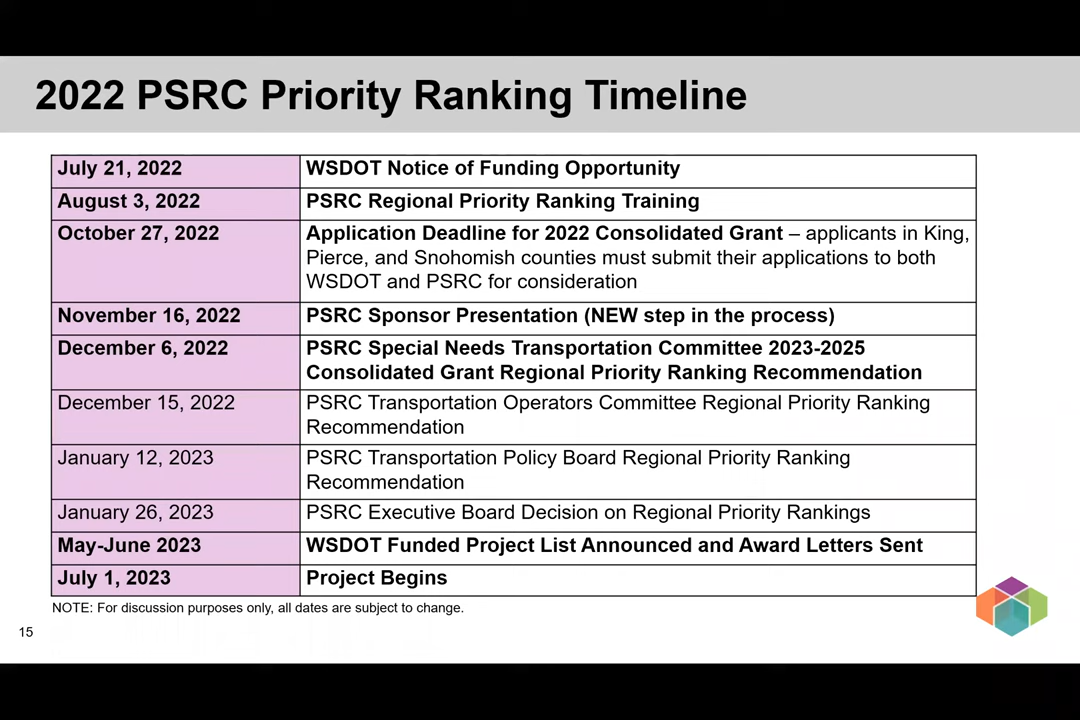 2022 PSRC Priority Ranking Timeline
July 21, 2022
WSDOT Notice of Funding Opportunity
August 3, 2022
PSRC Regional Priority Ranking Training
October 27, 2022
Application Deadline for 2022 Consolidated Grant – applicants in King,
Pierce, and Snohomish counties must submit their applications to both
WSDOT and PSRC for consideration
November 16, 2022
PSRC Sponsor Presentation (NEW step in the process)
December 6, 2022
PSRC Special Needs Transportation Committee 2023-2025
Consolidated Grant Regional Priority Ranking Recommendation
December 15, 2022
PSRC Transportation Operators Committee Regional Priority Ranking
Recommendation
January 12, 2023
PSRC Transportation Policy Board Regional Priority Ranking
Recommendation
January 26, 2023
PSRC Executive Board Decision on Regional Priority Rankings
May-June 2023
WSDOT Funded Project List Announced and Award Letters Sent
July 1, 2023
Project Begins
NOTE: For discussion purposes only, all dates are subject to change.
15